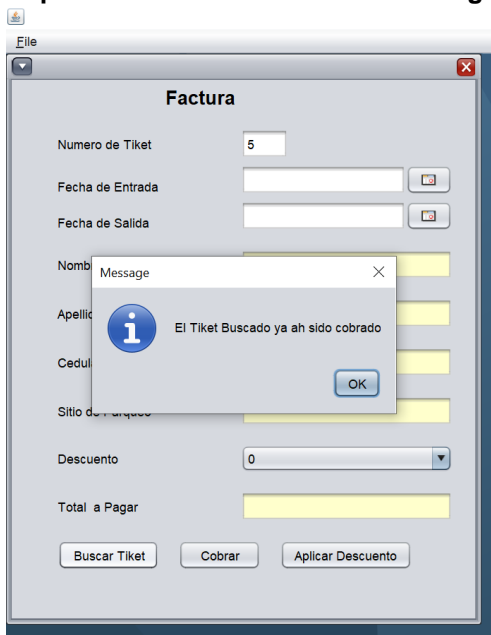 File
Factura
Numero de Tiket 5
Fecha de Entrada
Fecha de Salida
Message
El Tiket Buscado ya ah sido cobrado
OK
Descuento 0
Total a Pagar
Buscar Tiket Cobrar Aplicar Descuento